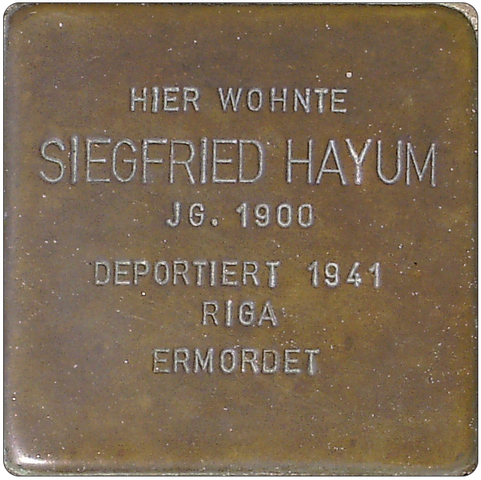 HIER WOHNTE
SIEGFRIED HAYUM
JG. 1900
DEPORTIERT 1941
RIGA
ERMORDET